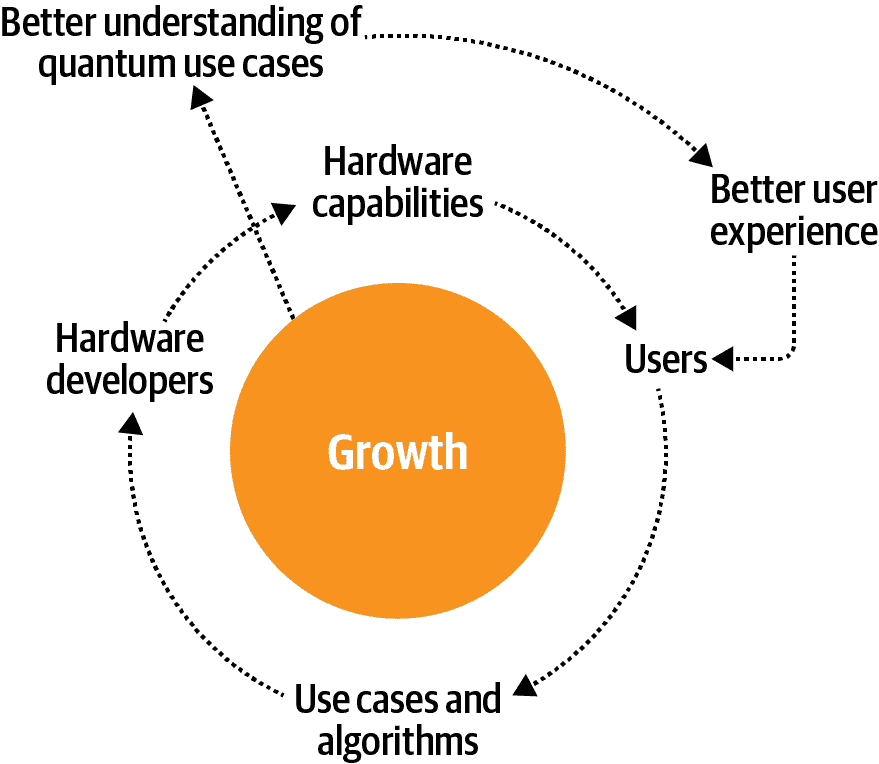 Better understanding of
quantum use cases
Hardware
capabilities
Better user
experience
Hardware
developers
Users
Growth
Use cases and
algorithms